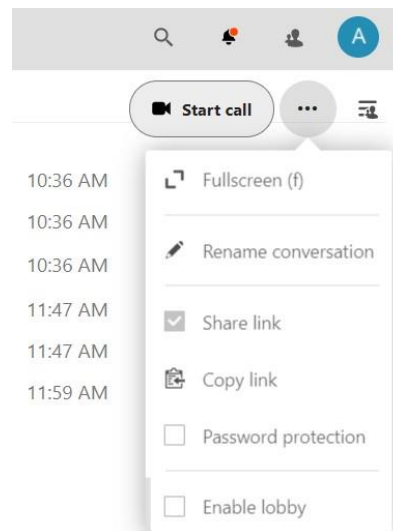 A
Start call
10:36 AM
Fullscreen (f)
10:36 AM
Rename conversation
10:36 AM
11:47 AM
Share link
11:47 AM
Copy link
11:59 AM
Password protection
Enable lobby